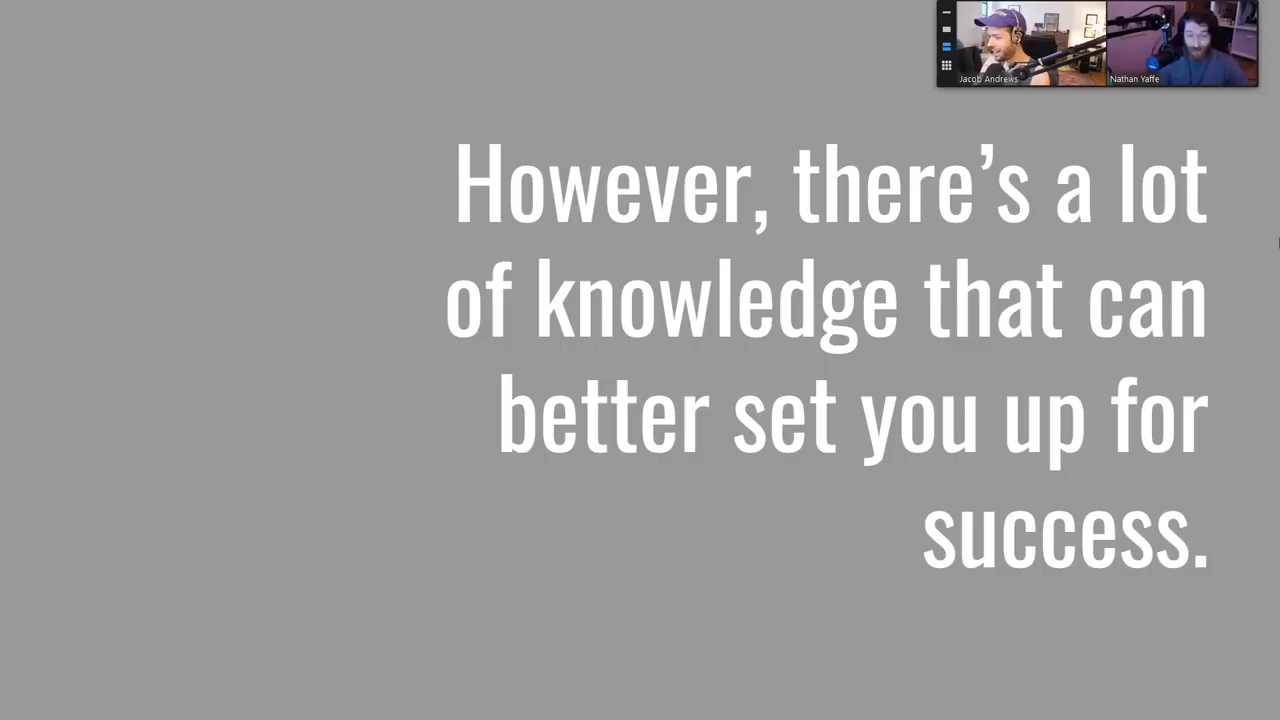 Jacob Andrews
Nathan Yaffe
However, there’s a lot
of knowledge that can
better set you up for
success.